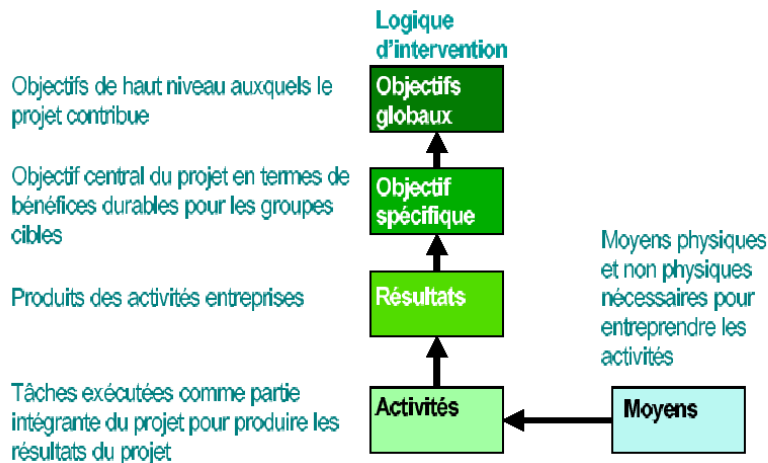 Logique
d'intervention
Objectifs de haut niveau auxquels le
projet contribue
Objectifs
globaux
Objectif central du projet en termes de
bénéfices durables pour les groupes
cibles
Objectif
spécifique
Moyens physiques
et non physiques
nécessaires pour
entreprendre les
activités
Produits des activités entreprises
Résultats
Tâches exécutées comme partie
intégrante du projet pour produire les
résultats du projet
Activités
Moyens